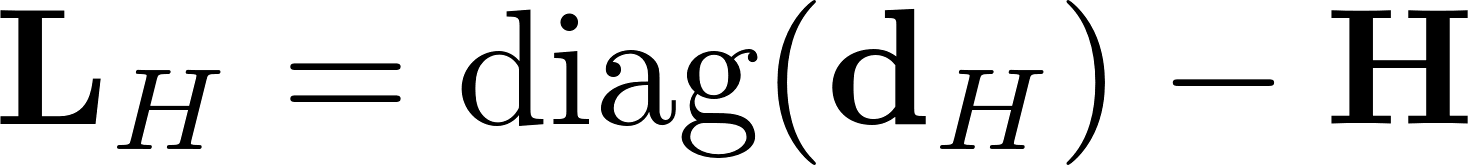 𝐋_H = diag(𝐝_H) − 𝐇